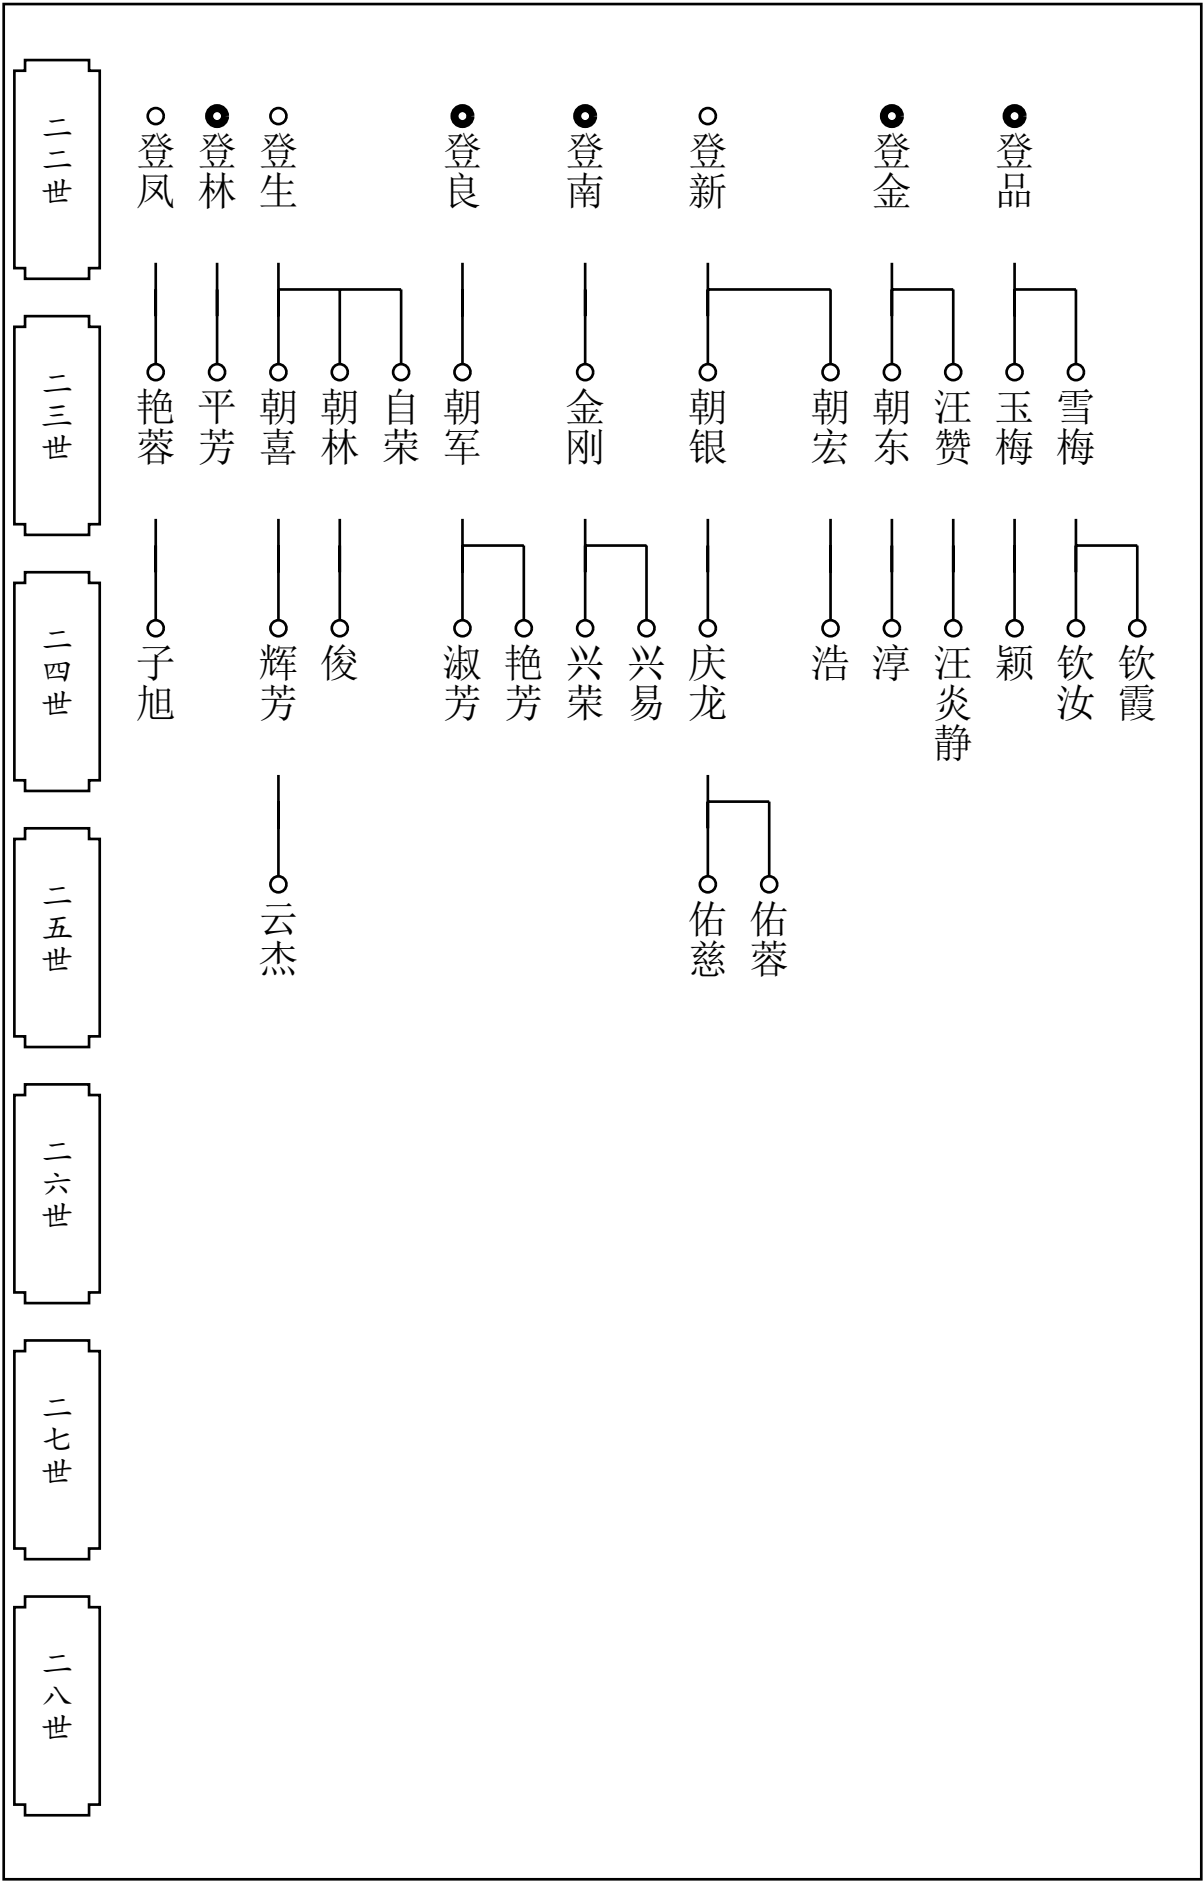 二二世
登凤
登林
登生
登良
登南
登新
登金
登品
二三世
艳蓉
平芳
朝喜
朝林
自荣
朝军
金刚
朝银
朝宏
朝东
汪赞
玉梅
雪梅
二四世
子旭
辉芳
俊
淑芳
艳芳
兴荣
兴易
庆龙
浩
淳
汪炎静
颖
钦汝
钦霞
二五世
云杰
佑慈
佑蓉
二六世
二七世
二八世